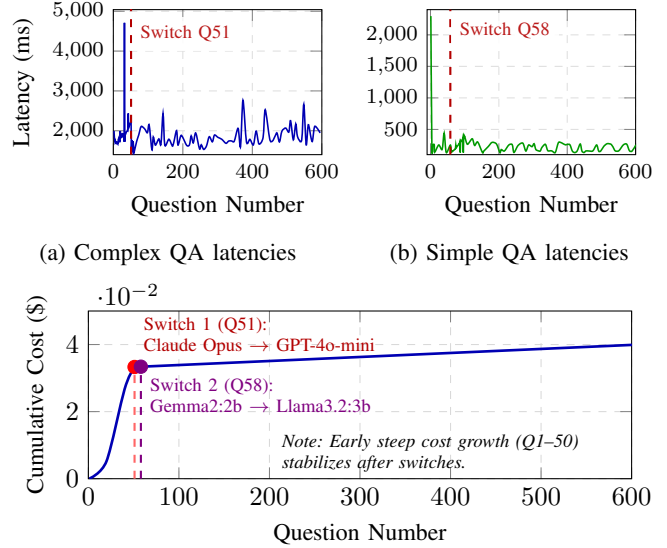 5,000
4,000
3,000
2,000
Latency (ms)
Switch Q51
0 200 400 600
Question Number
(a) Complex QA latencies
2,000
1,500
1,000
500
Switch Q58
0 200 400 600
Question Number
(b) Simple QA latencies
·10⁻²
Cumulative Cost ($)
4
2
0
Switch 1 (Q51):
Claude Opus → GPT-4o-mini
Switch 2 (Q58):
Gemma2:2b → Llama3.2:3b
Note: Early steep cost growth (Q1–50)
stabilizes after switches.
0 100 200 300 400 500 600
Question Number